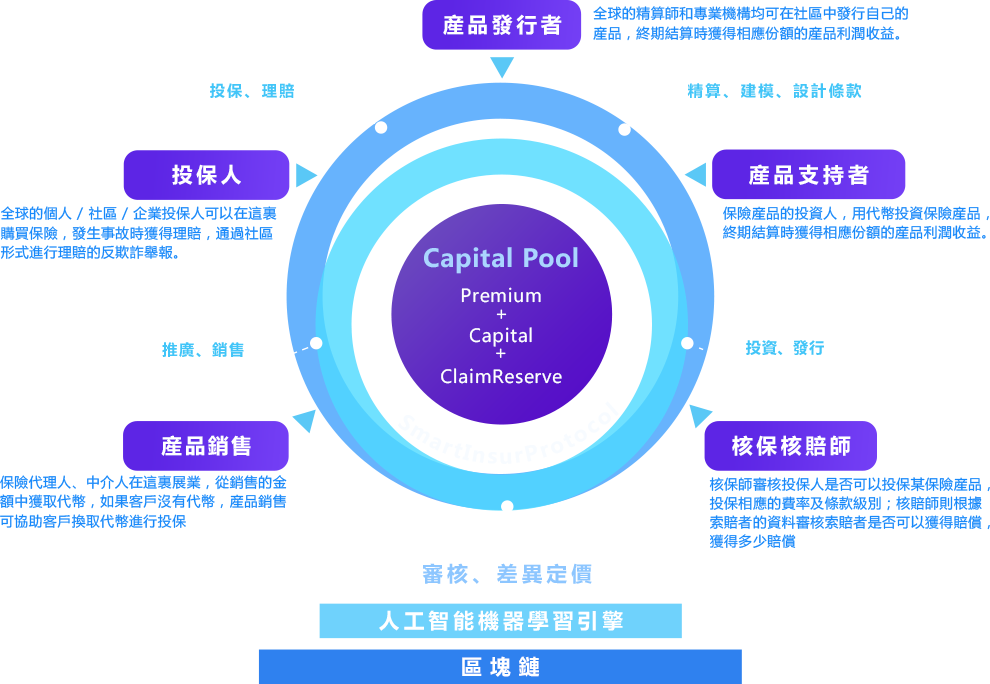 産品發行者
全球的精算師和專業機構均可在社區中發行自己的
産品，終期結算時獲得相應份額的産品利潤收益。
投保、理賠
精算、建模、設計條款
投保人
全球的個人 / 社區 / 企業投保人可以在這裏
購買保險，發生事故時獲得理賠，通過社區
形式進行理賠的反欺詐舉報。
産品支持者
保險産品的投資人，用代幣投資保險産品，
終期結算時獲得相應份額的産品利潤收益。
Capital Pool
Premium
+
Capital
+
ClaimReserve
SmartInsurProtocol
推廣、銷售
投資、發行
産品銷售
保險代理人、中介人在這裏展業，從銷售的金
額中獲取代幣，如果客戶沒有代幣，産品銷售
可協助客戶換取代幣進行投保
核保核賠師
核保師審核投保人是否可以投保某保險産品，
投保相應的費率及條款級別；核賠師則根據
索賠者的資料審核索賠者是否可以獲得賠償，
獲得多少賠償
審核、差異定價
人工智能機器學習引擎
區塊鏈